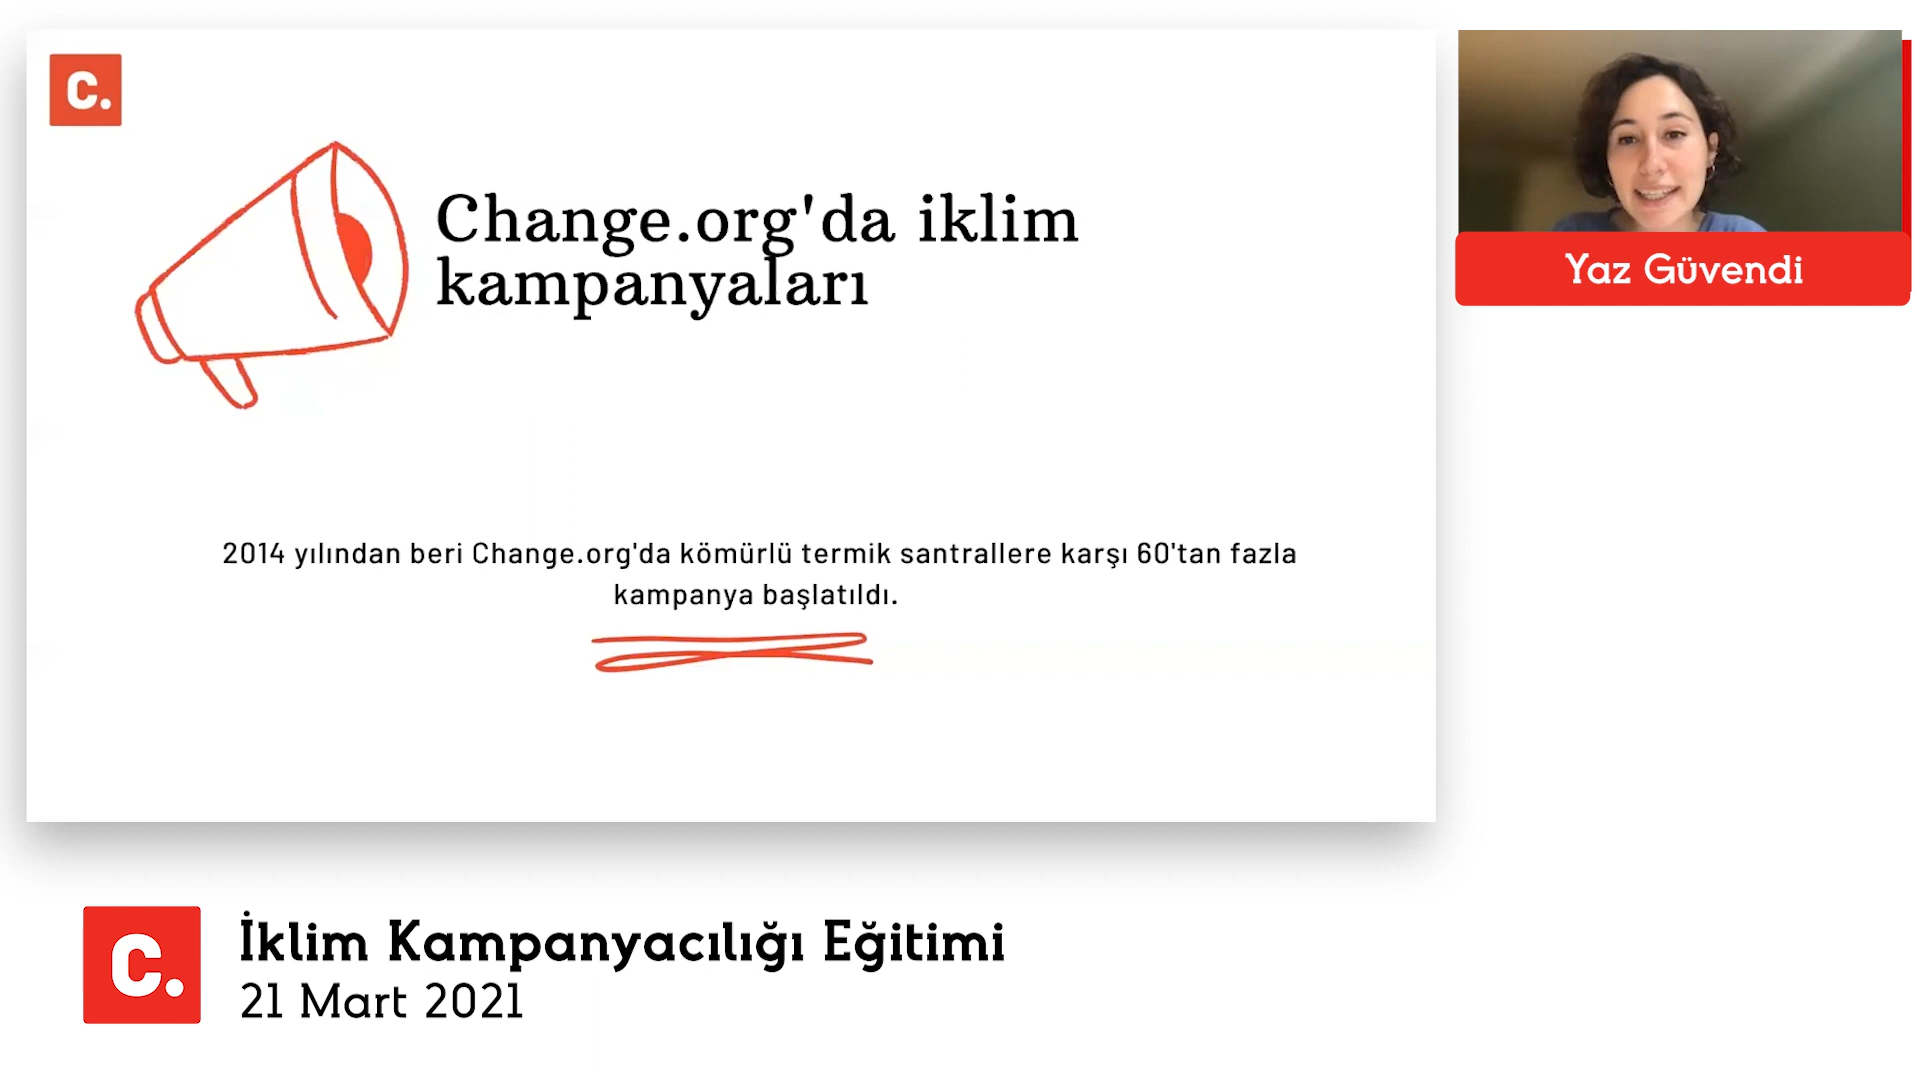 C.
Change.org'da iklim
kampanyaları
2014 yılından beri Change.org'da kömürlü termik santrallere karşı 60'tan fazla
kampanya başlatıldı.
Yaz Güvendi
C.
İklim Kampanyacılığı Eğitimi
21 Mart 2021